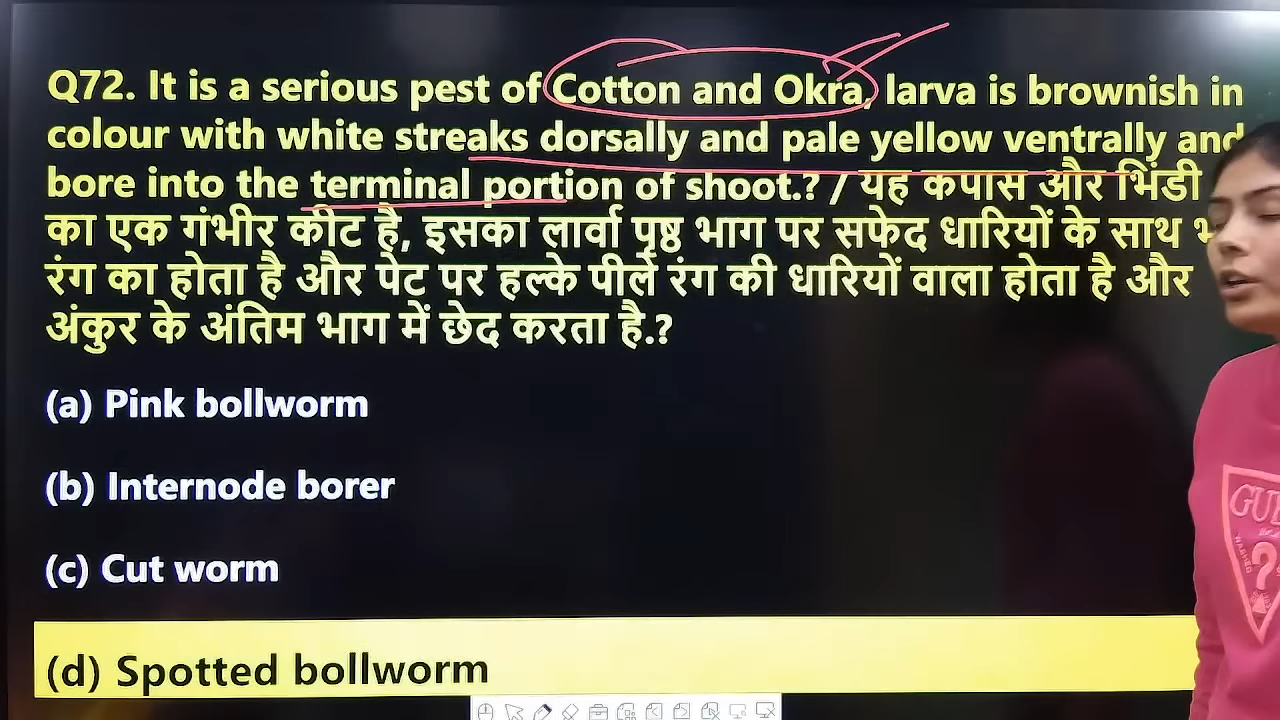 Q72. It is a serious pest of Cotton and Okra, larva is brownish in
colour with white streaks dorsally and pale yellow ventrally and
bore into the terminal portion of shoot.? / यह कपास और भिंडी
का एक गंभीर कीट है, इसका लार्वा पृष्ठ भाग पर सफेद धारियों के साथ
रंग का होता है और पेट पर हल्के पीले रंग की धारियों वाला होता है और
अंकुर के अंतिम भाग में छेद करता है.?
(a) Pink bollworm
(b) Internode borer
(c) Cut worm
(d) Spotted bollworm
?